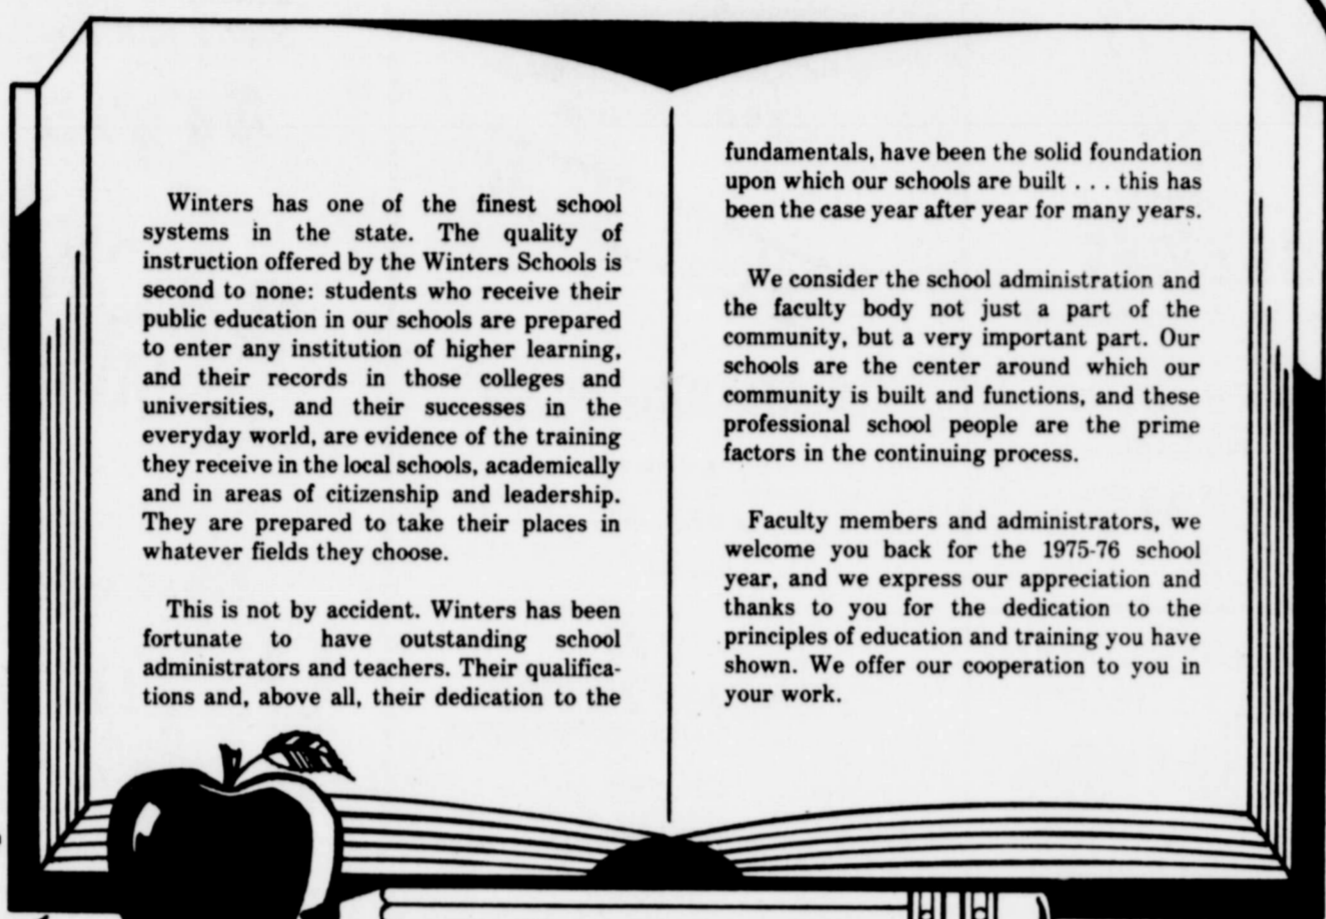 Winters has one of the finest school
systems in the state. The quality of
instruction offered by the Winters Schools is
second to none: students who receive their
public education in our schools are prepared
to enter any institution of higher learning,
and their records in those colleges and
universities, and their successes in the
everyday world, are evidence of the training
they receive in the local schools, academically
and in areas of citizenship and leadership.
They are prepared to take their places in
whatever fields they choose.
This is not by accident. Winters has been
fortunate to have outstanding school
administrators and teachers. Their qualifica-
tions and, above all, their dedication to the
fundamentals, have been the solid foundation
upon which our schools are built . . . this has
been the case year after year for many years.
We consider the school administration and
the faculty body not just a part of the
community, but a very important part. Our
schools are the center around which our
community is built and functions, and these
professional school people are the prime
factors in the continuing process.
Faculty members and administrators, we
welcome you back for the 1975-76 school
year, and we express our appreciation and
thanks to you for the dedication to the
principles of education and training you have
shown. We offer our cooperation to you in
your work.